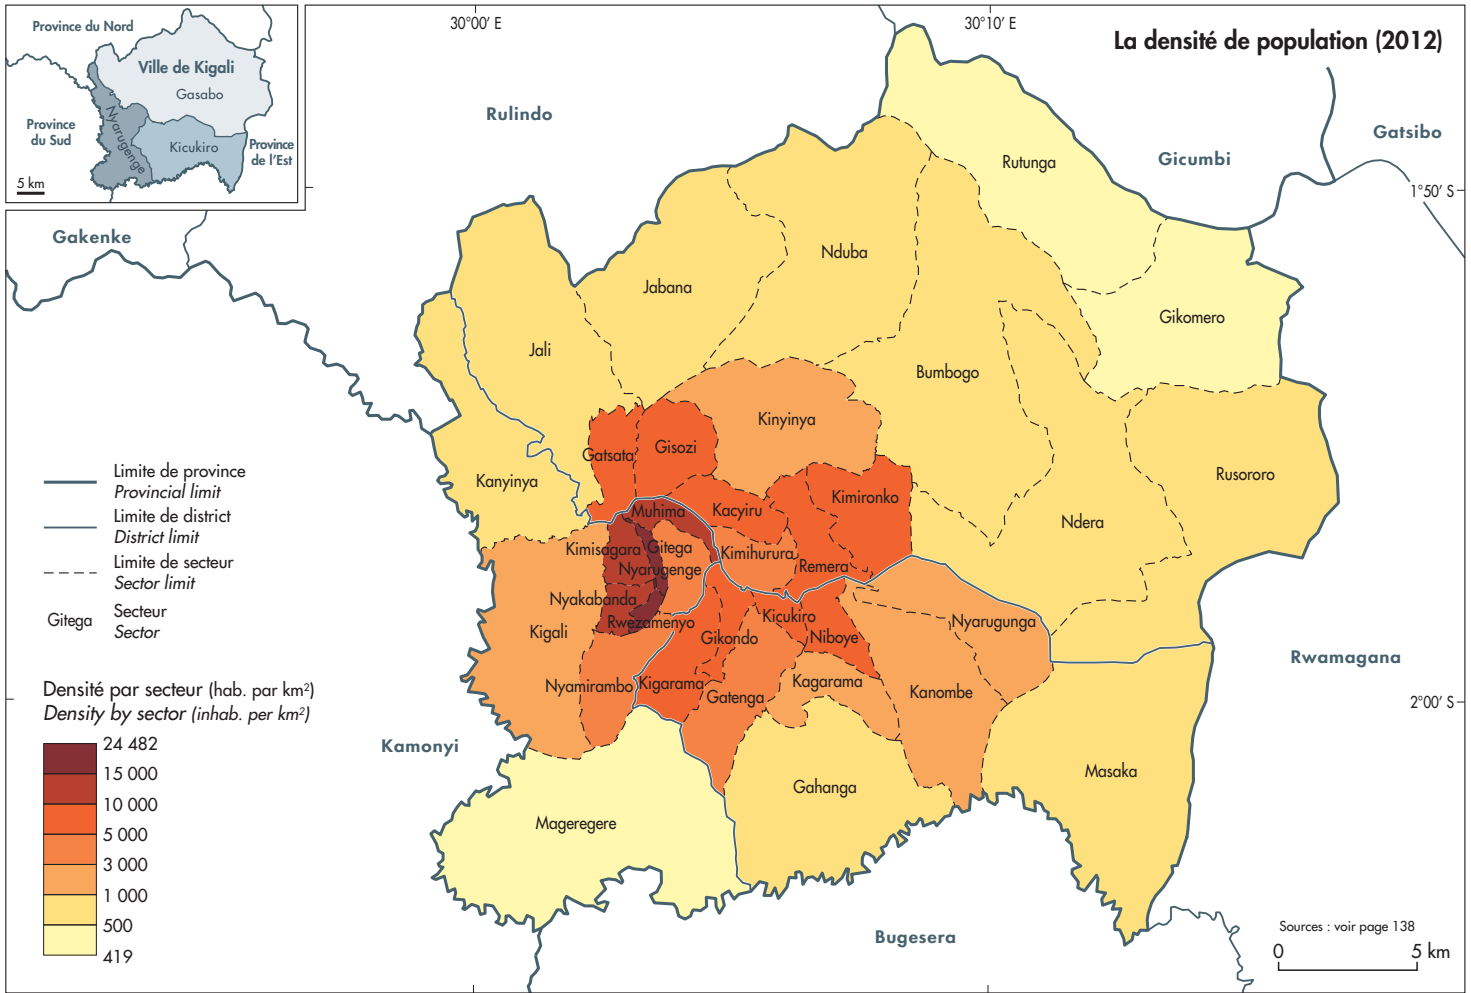 30°00′ E
30°10′ E
La densité de population (2012)
Province du Nord
Ville de Kigali
Gasabo
Nyarugenge
Kicukiro
Province
du Sud
Province
de l'Est
5 km
Rulindo
Gatsibo
Gicumbi
Rutunga
1°50′ S
Gakenke
Nduba
Jabana
Gikomero
Jali
Bumbogo
Kinyinya
Gisozi
Gatsata
Rusororo
Kanyinya
Kimironko
Kacyiru
Muhima
Ndera
Kimisagara
Gitega
Kimihurura
Nyarugenge
Remera
Nyakabanda
Kicukiro
Rwezamenyo
Nyarugunga
Kigali
Gikondo
Niboye
Rwamagana
Nyamirambo
Kigarama
Kagarama
Gatenga
Kanombe
2°00′ S
Kamonyi
Masaka
Gahanga
Mageregere
Bugesera
Limite de province
Provincial limit
Limite de district
District limit
Limite de secteur
Sector limit
Gitega
Secteur
Sector
Densité par secteur (hab. par km²)
Density by sector (inhab. per km²)
24 482
15 000
10 000
5 000
3 000
1 000
500
419
Sources : voir page 138
0 5 km